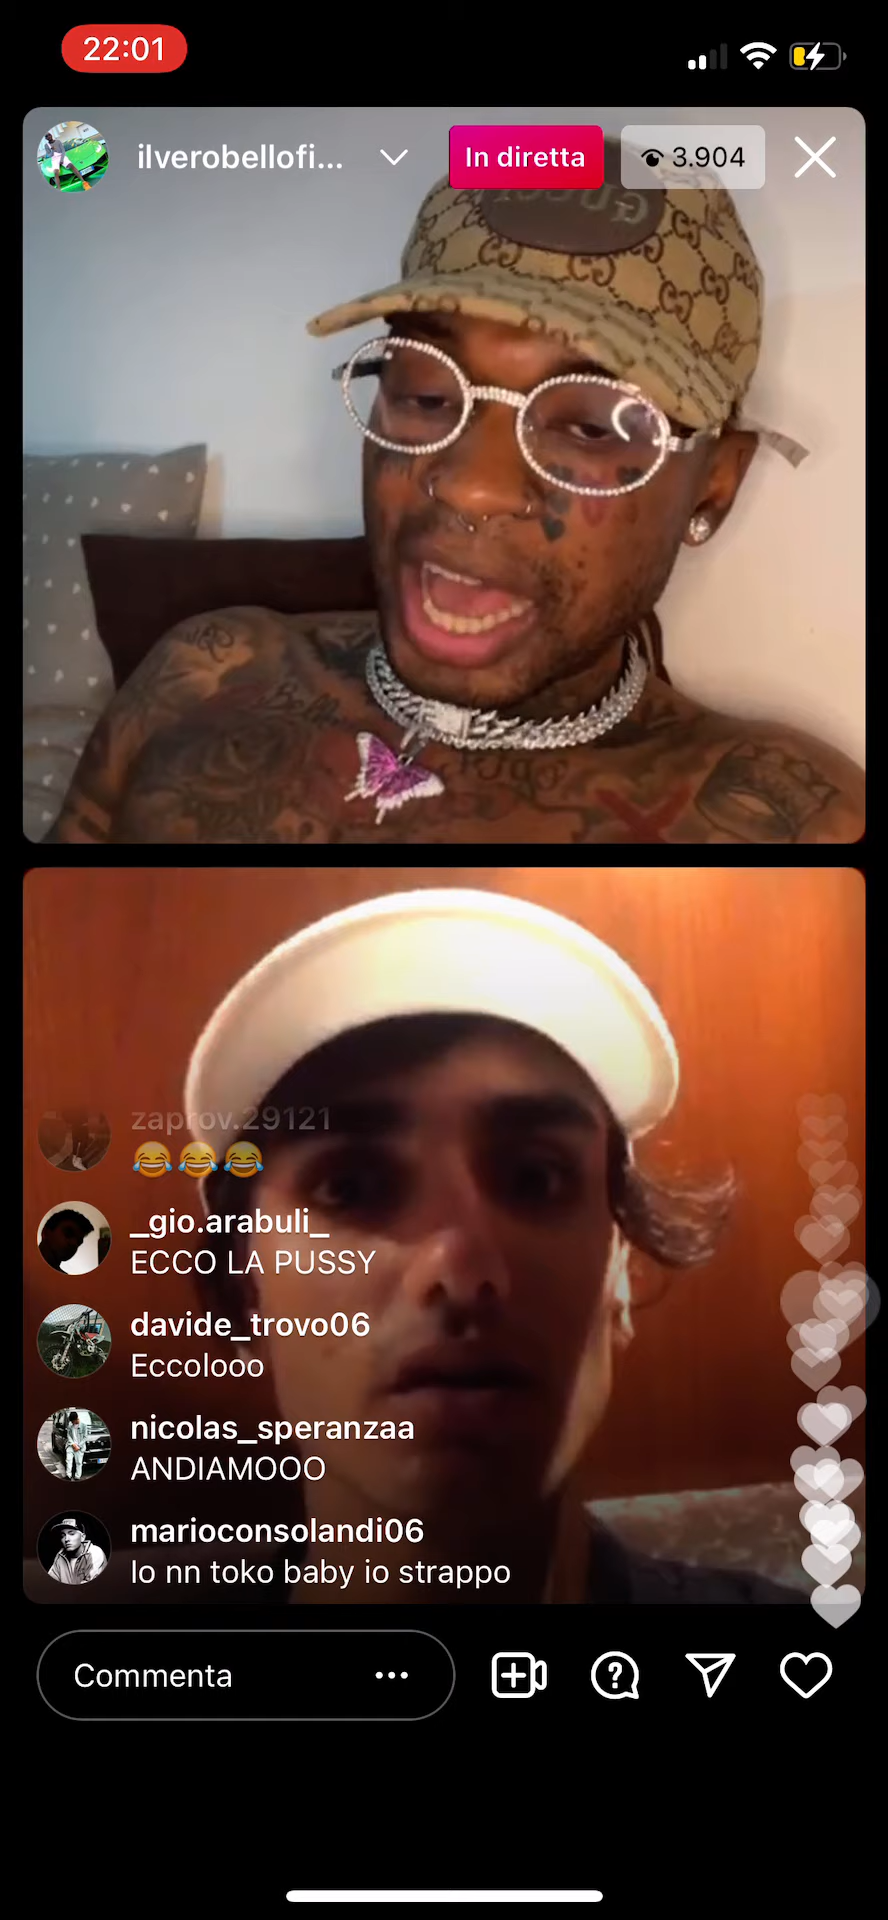 22:01
ilverobellofi...
In diretta
3.904
GUCCI
zaprov.29121
😂😂😂
_gio.arabuli_
ECCO LA PUSSY
davide_trovo06
Eccolooo
nicolas_speranzaa
ANDIAMOOO
marioconsolandi06
Io nn toko baby io strappo
Commenta